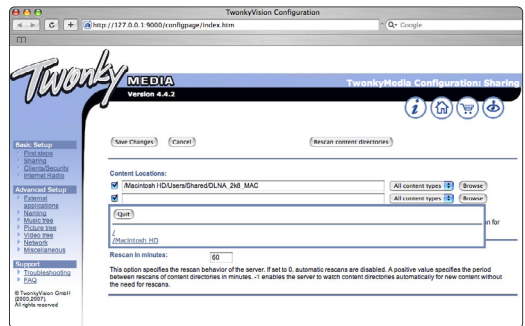 TwonkyVision Configuration
http://127.0.0.1:9000/configpage/index.htm
Google
Twonky
MEDIA
Version 4.4.2
TwonkyMedia Configuration: Sharing
Save Changes
Cancel
Rescan content directories
Basic Setup
First steps
Sharing
Clients/Security
Internet Radio
Advanced Setup
External
applications
Naming
Music tree
Picture tree
Video tree
Network
Miscellaneous
Support
Troubleshooting
FAQ
© TwonkyVision GmbH
(2003,2007).
All rights reserved
Content Locations:
/Macintosh HD/Users/Shared/DLNA_2k8_MAC
All content types
Browse
All content types
Browse
Quit
/
/Macintosh HD
n for
Rescan in minutes:
60
This option specifies the rescan behavior of the server. If set to 0, automatic rescans are disabled. A positive value specifies the period
between rescans of content directories in minutes. -1 enables the server to watch content directories automatically for new content without
the need for rescans.